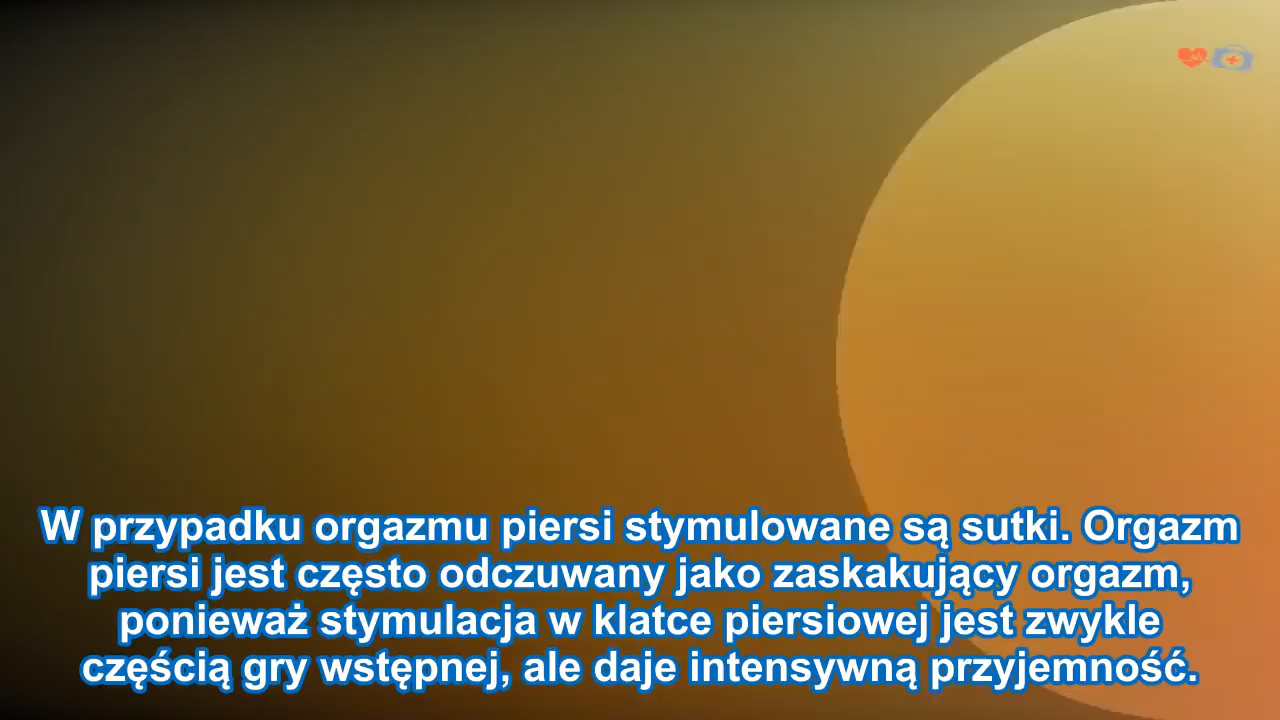 W przypadku orgazmu piersi stymulowane są sutki. Orgazm
piersi jest często odczuwany jako zaskakujący orgazm,
ponieważ stymulacja w klatce piersiowej jest zwykle
częścią gry wstępnej, ale daje intensywną przyjemność.